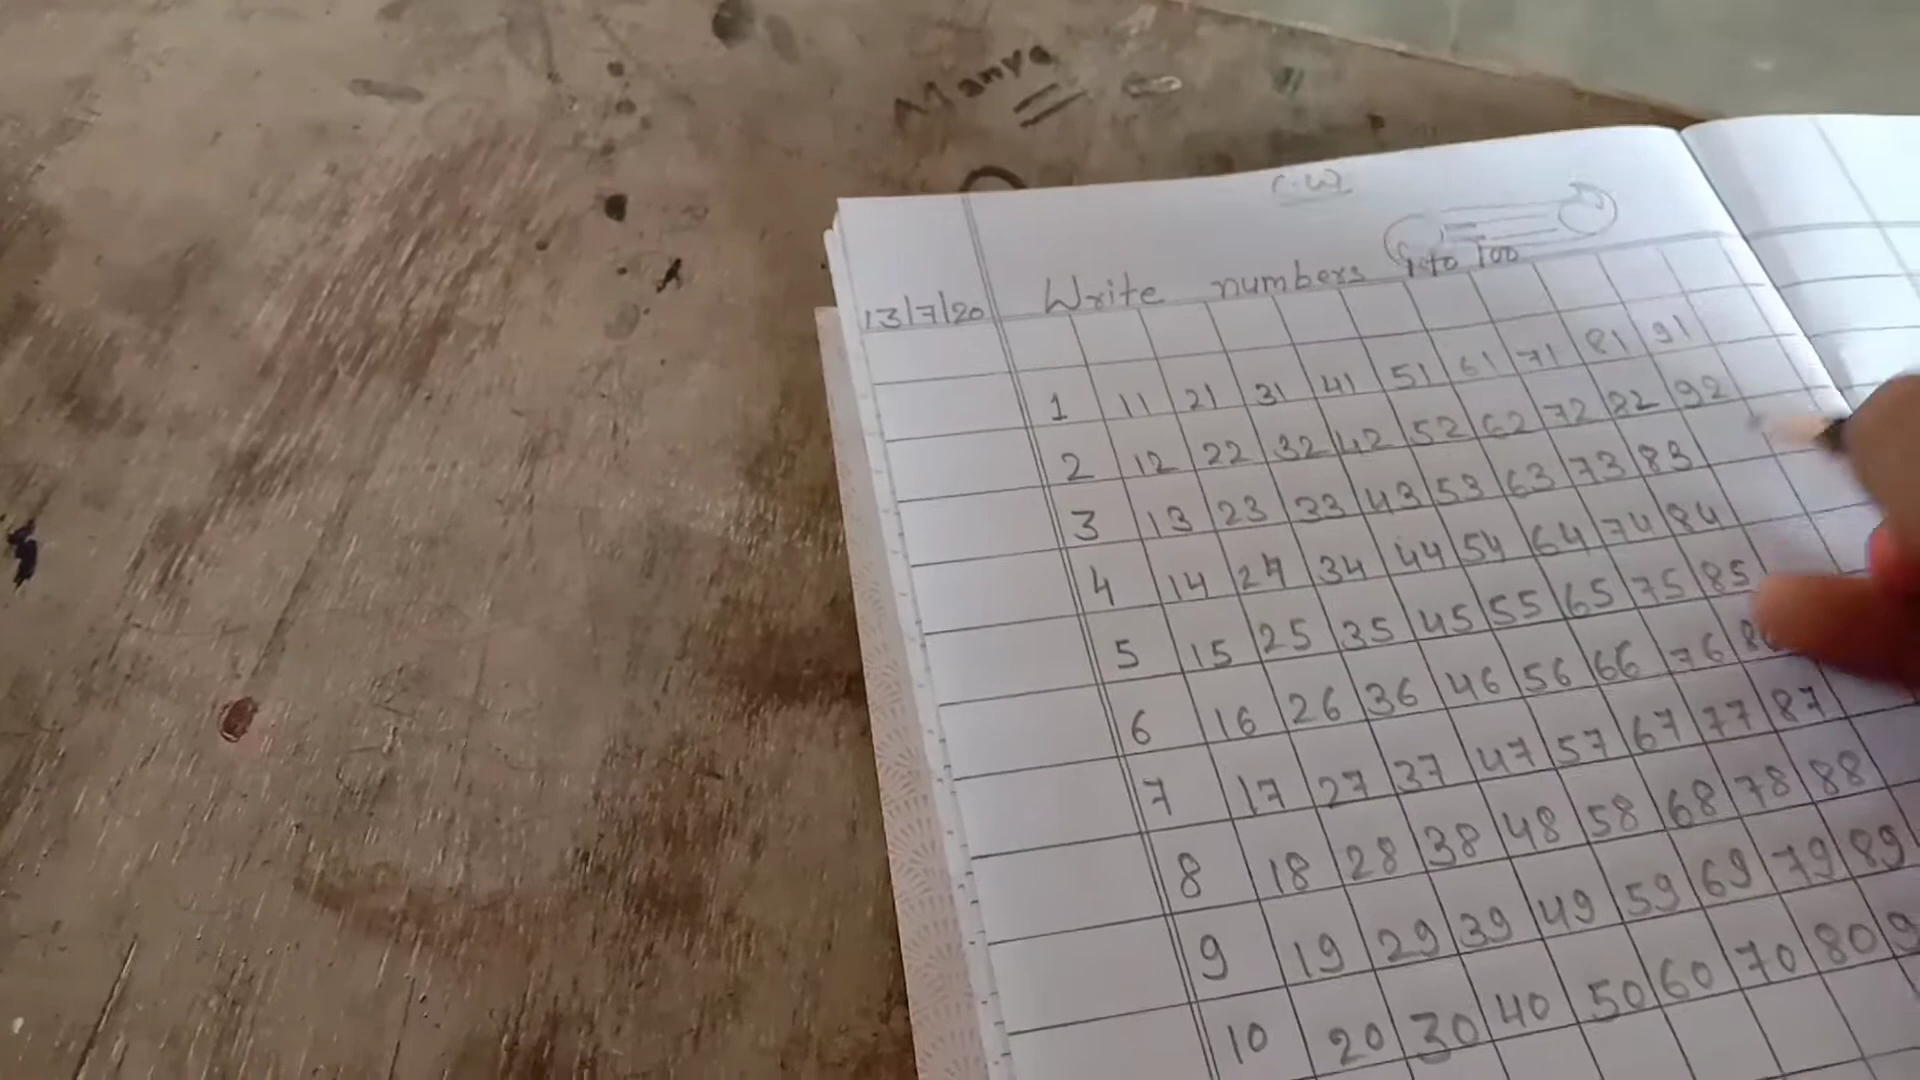 Manya
C.W
Write numbers 1 to 100
13/7/20
1 11 21 31 41 51 61 71 81 91
2 12 22 32 42 52 62 72 82 92
3 13 23 33 43 53 63 73 83
4 14 24 34 44 54 64 74 84
5 15 25 35 45 55 65 75 85
6 16 26 36 46 56 66 76
7 17 27 37 47 57 67 77 87
8 18 28 38 48 58 68 78 88
9 19 29 39 49 59 69 79 89
10 20 30 40 50 60 70 80